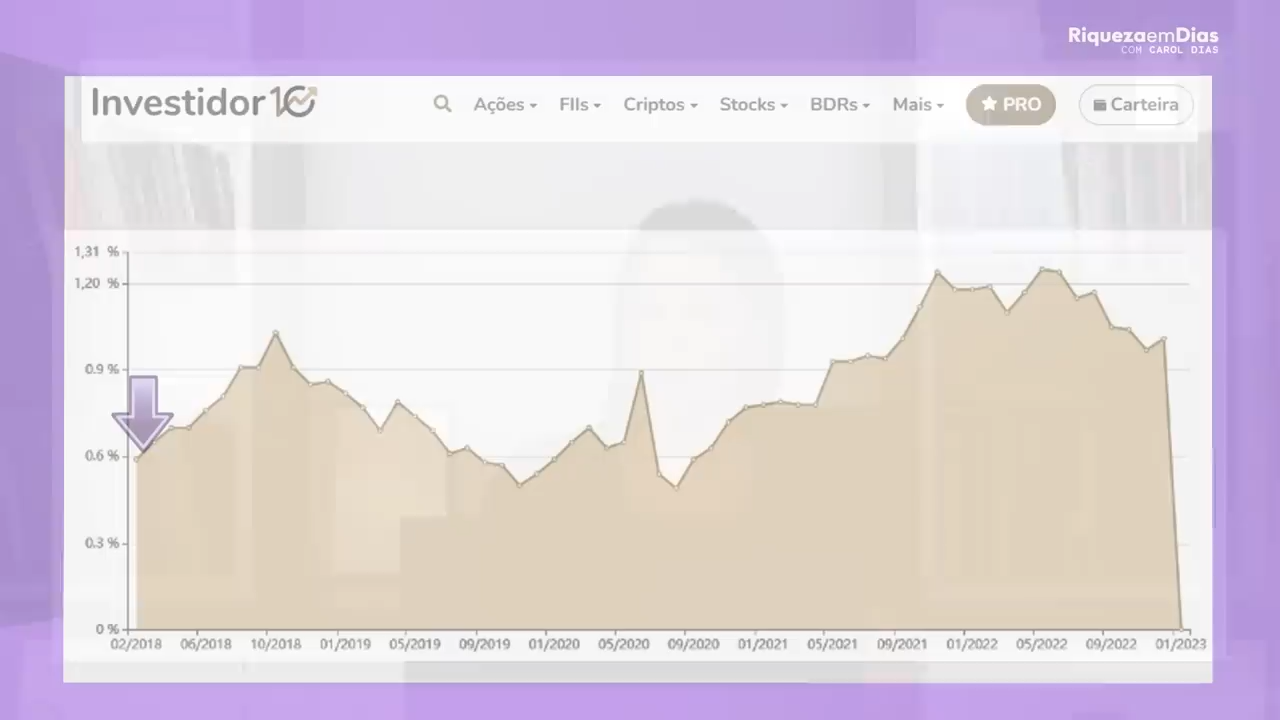 RiquezaemDias
COM CAROL DIAS
Investidor10
Ações
FIIs
Criptos
Stocks
BDRs
Mais
PRO
Carteira
1,31 %
1,20 %
0.9 %
0.6 %
0.3 %
0 %
02/2018 06/2018 10/2018 01/2019 05/2019 09/2019 01/2020 05/2020 09/2020 01/2021 05/2021 09/2021 01/2022 05/2022 09/2022 01/2023